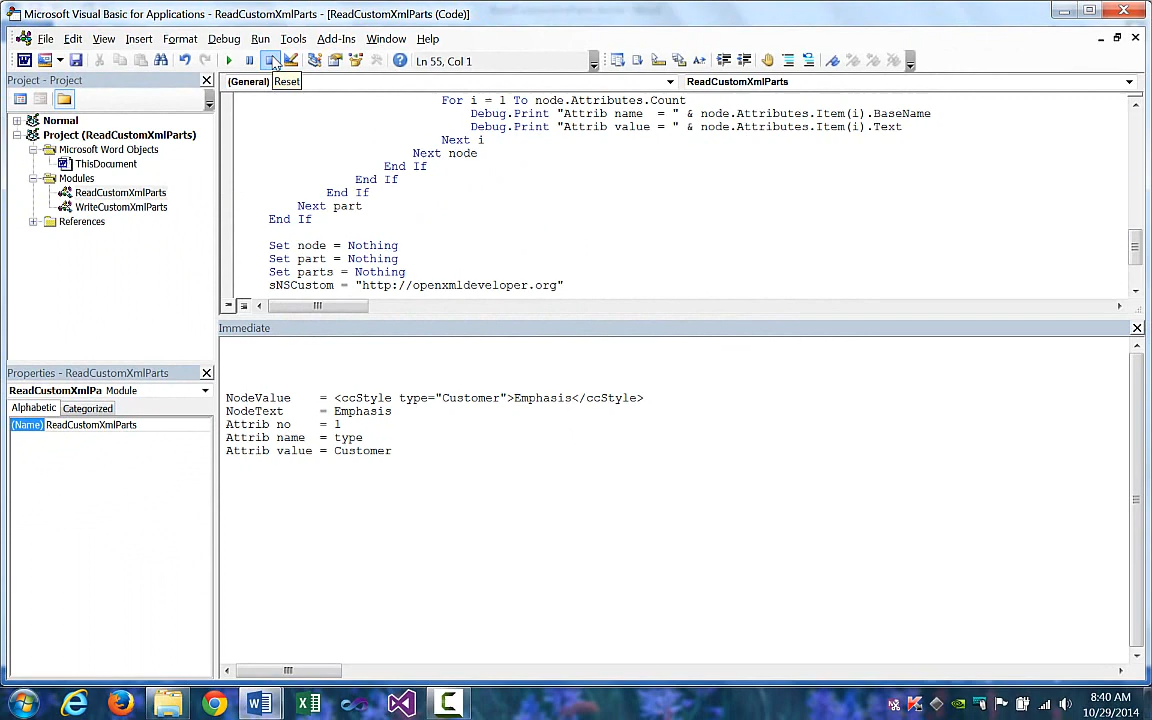 Microsoft Visual Basic for Applications - ReadCustomXmlParts - [ReadCustomXmlParts (Code)]
File Edit View Insert Format Debug Run Tools Add-Ins Window Help
Ln 55, Col 1
Reset
Project - Project
Normal
Project (ReadCustomXmlParts)
Microsoft Word Objects
ThisDocument
Modules
ReadCustomXmlParts
WriteCustomXmlParts
References
Properties - ReadCustomXmlParts
ReadCustomXmlPa Module
Alphabetic Categorized
(Name) ReadCustomXmlParts
(General) ReadCustomXmlParts
For i = 1 To node.Attributes.Count
Debug.Print "Attrib name  = " & node.Attributes.Item(i).BaseName
Debug.Print "Attrib value = " & node.Attributes.Item(i).Text
Next i
Next node
End If
End If
End If
Next part
End If
Set node = Nothing
Set part = Nothing
Set parts = Nothing
sNSCustom = "http://openxmldeveloper.org"
Immediate
NodeValue    = <ccStyle type="Customer">Emphasis</ccStyle>
NodeText     = Emphasis
Attrib no    = 1
Attrib name  = type
Attrib value = Customer
8:40 AM
10/29/2014